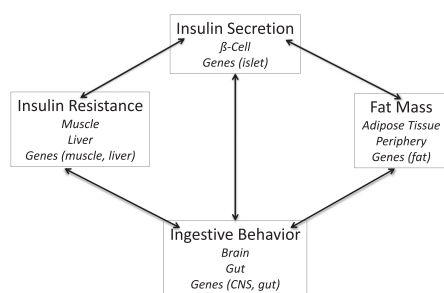 Insulin Secretion
ß-Cell
Genes (islet)
Insulin Resistance
Muscle
Liver
Genes (muscle, liver)
Fat Mass
Adipose Tissue
Periphery
Genes (fat)
Ingestive Behavior
Brain
Gut
Genes (CNS, gut)